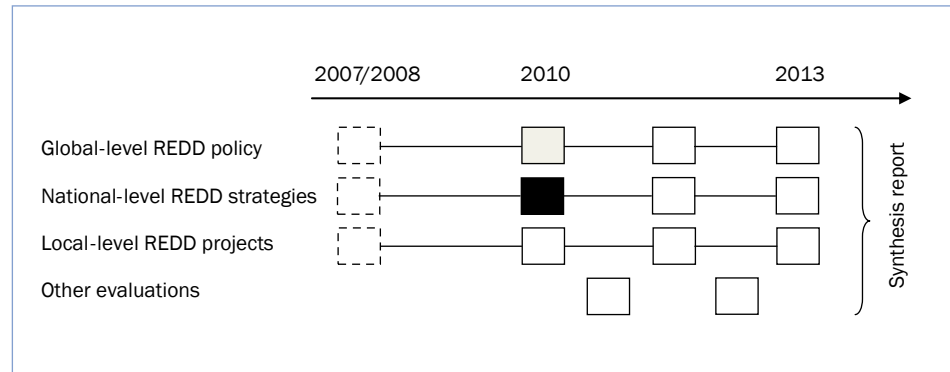 2007/2008 2010 2013
Global-level REDD policy
National-level REDD strategies
Local-level REDD projects
Other evaluations
Synthesis report